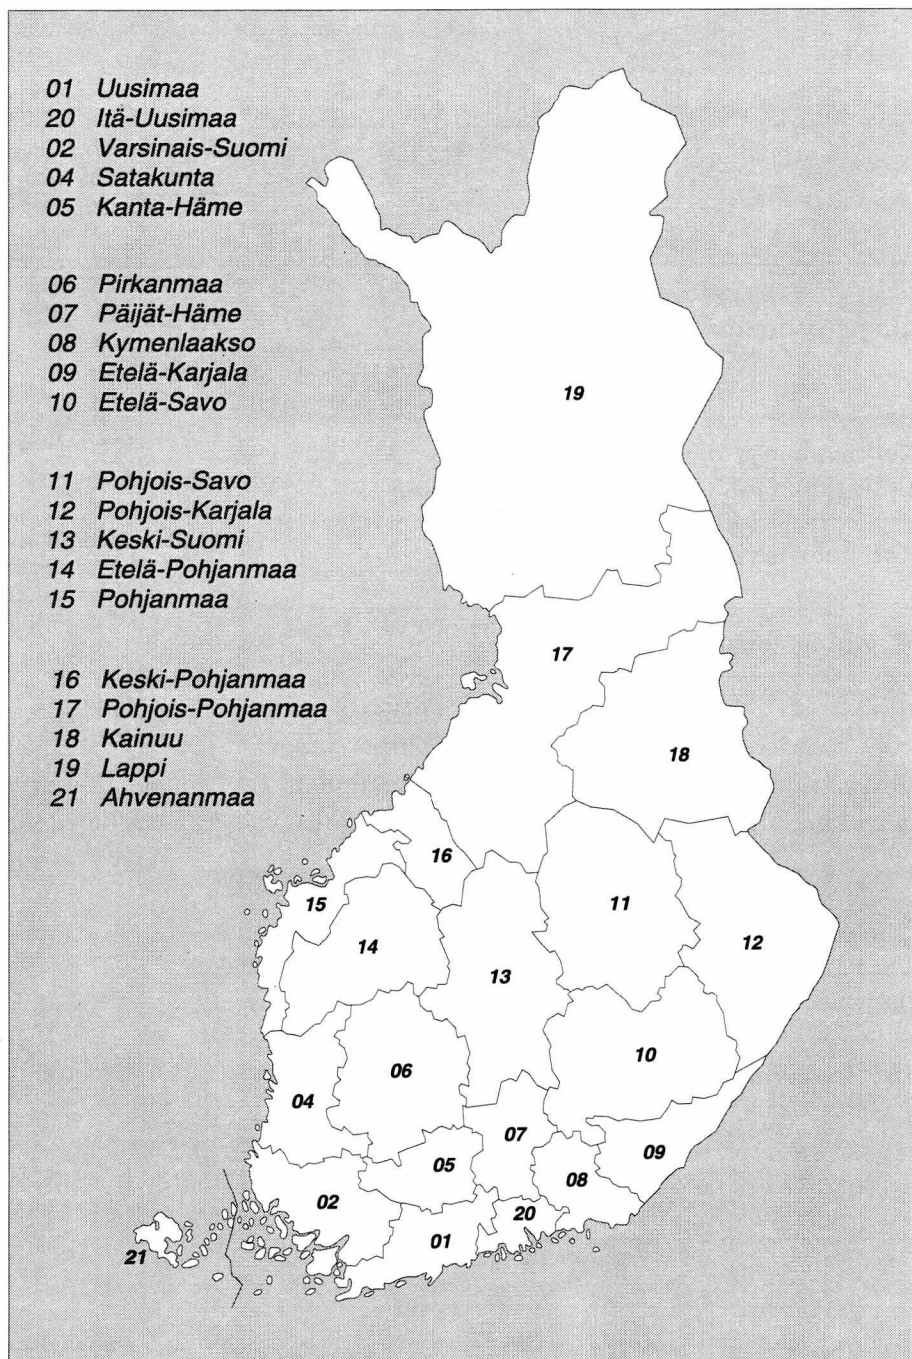 01 Uusimaa
20 Itä-Uusimaa
02 Varsinais-Suomi
04 Satakunta
05 Kanta-Häme
06 Pirkanmaa
07 Päijät-Häme
08 Kymenlaakso
09 Etelä-Karjala
10 Etelä-Savo
11 Pohjois-Savo
12 Pohjois-Karjala
13 Keski-Suomi
14 Etelä-Pohjanmaa
15 Pohjanmaa
16 Keski-Pohjanmaa
17 Pohjois-Pohjanmaa
18 Kainuu
19 Lappi
21 Ahvenanmaa
19
17
18
16
15
11
14
12
13
10
06
04
07
09
05
08
02
20
01
21